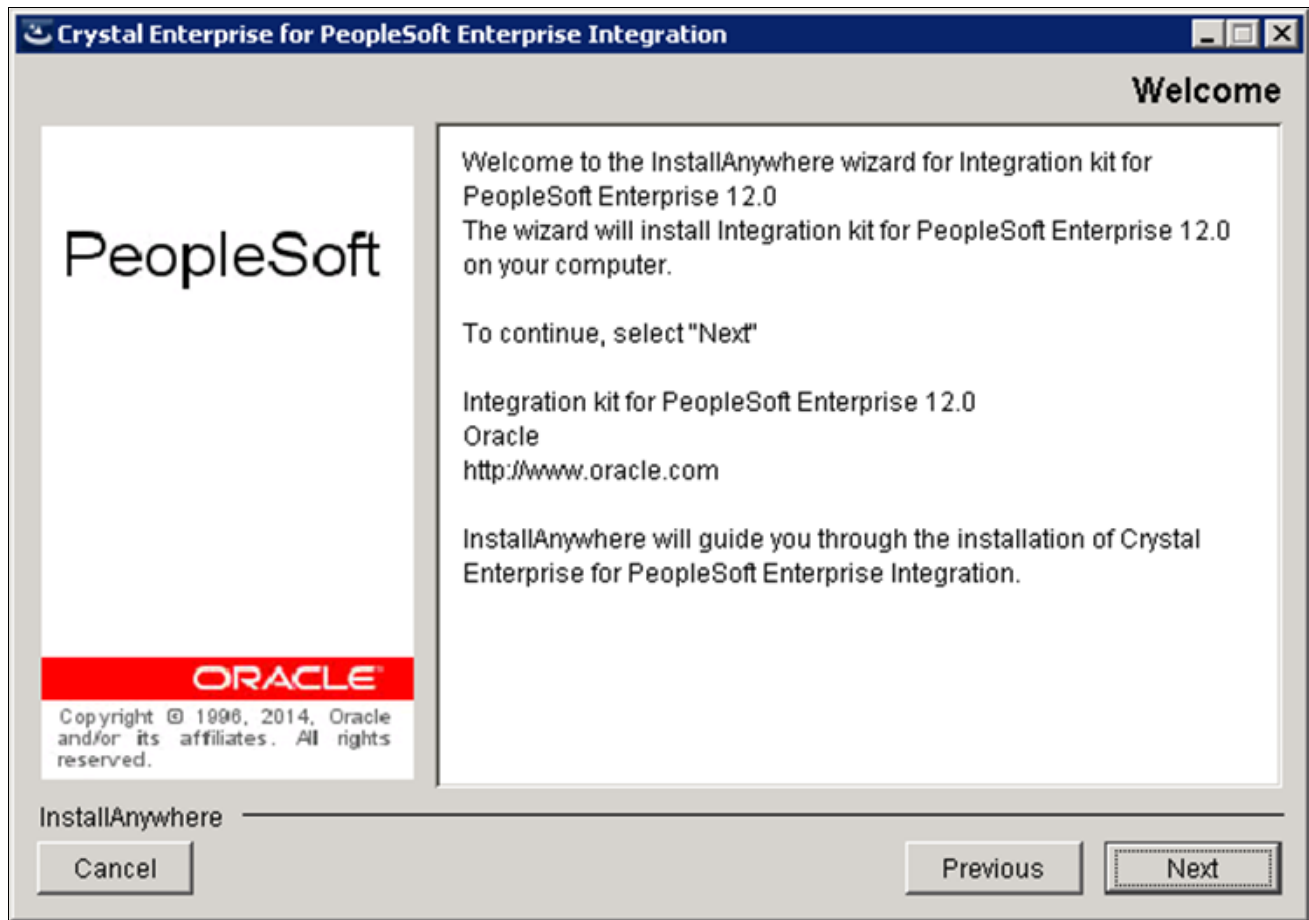 Crystal Enterprise for PeopleSoft Enterprise Integration
Welcome
PeopleSoft
ORACLE
Copyright © 1996, 2014, Oracle
and/or its affiliates. All rights
reserved.
Welcome to the InstallAnywhere wizard for Integration kit for
PeopleSoft Enterprise 12.0
The wizard will install Integration kit for PeopleSoft Enterprise 12.0
on your computer.
To continue, select "Next"
Integration kit for PeopleSoft Enterprise 12.0
Oracle
http://www.oracle.com
InstallAnywhere will guide you through the installation of Crystal
Enterprise for PeopleSoft Enterprise Integration.
InstallAnywhere
Cancel
Previous
Next